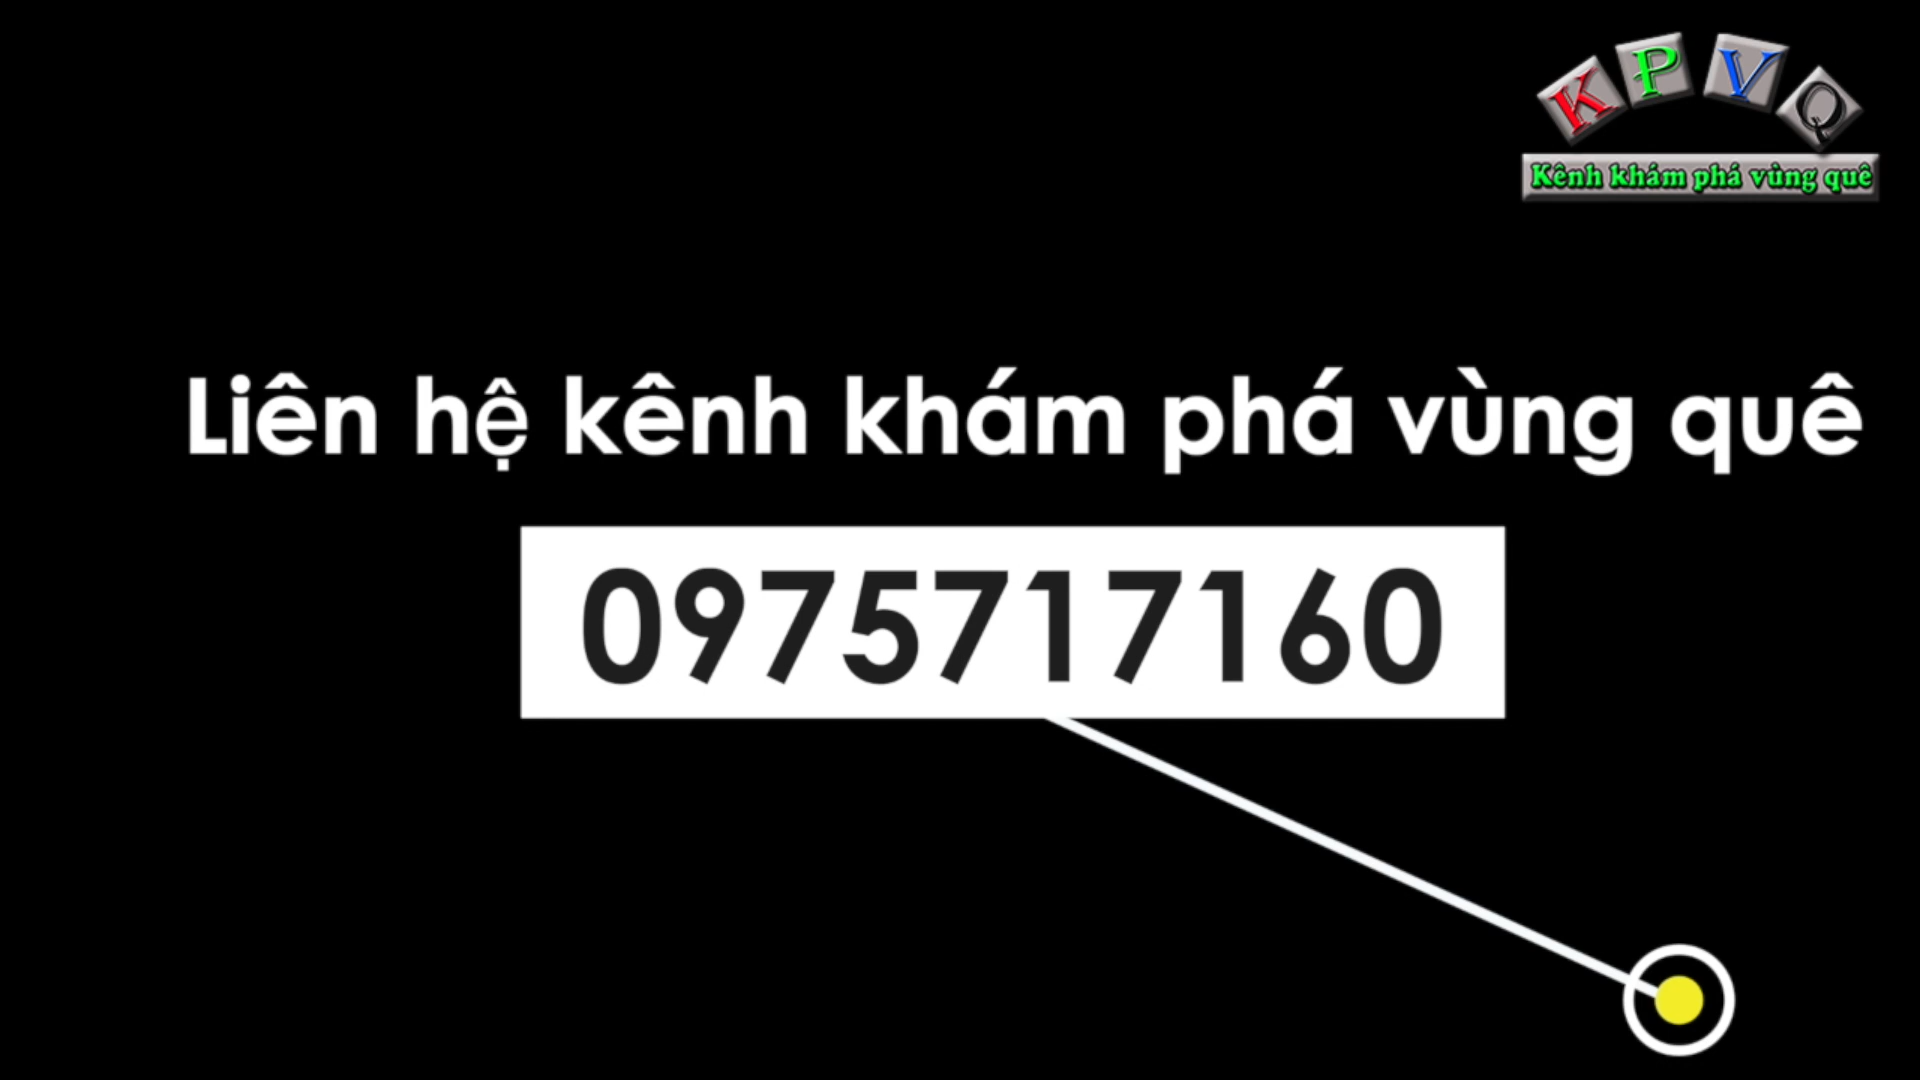 KPVQ
Kênh khám phá vùng quê
Liên hệ kênh khám phá vùng quê
0975717160